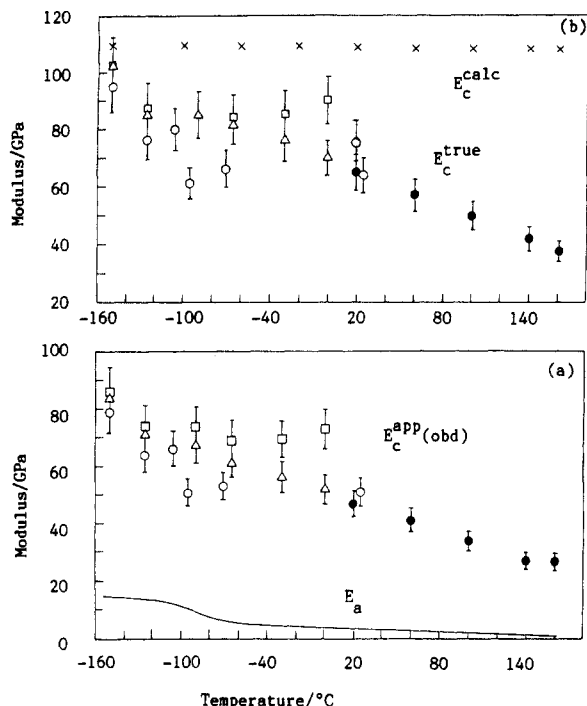 120
(b)
100
E_c^calc
80
E_c^true
60
40
20
Modulus/GPa
-160 -100 -40 20 80 140
100
(a)
80
E_c^app (obd)
60
40
20
E_a
0
Modulus/GPa
-160 -100 -40 20 80 140
Temperature/°C